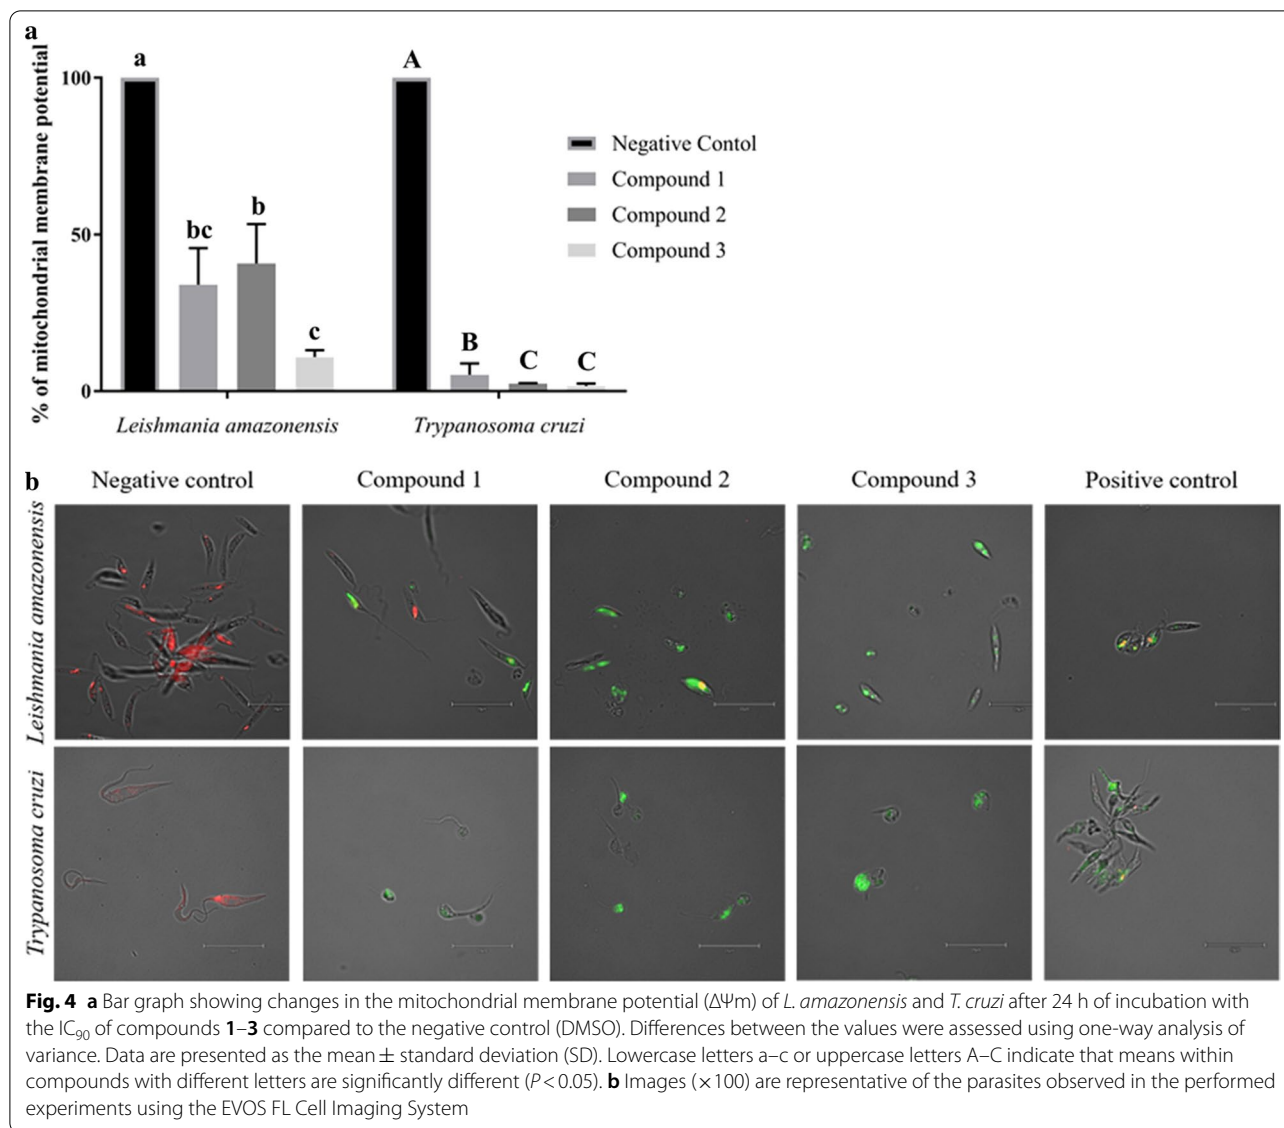 a
% of mitochondrial membrane potential
100
50
0
a
bc
b
c
A
B
C
C
Leishmania amazonensis
Trypanosoma cruzi
Negative Contol
Compound 1
Compound 2
Compound 3
b
Negative control
Compound 1
Compound 2
Compound 3
Positive control
Leishmania amazonensis
Trypanosoma cruzi
Fig. 4 a Bar graph showing changes in the mitochondrial membrane potential (ΔΨm) of L. amazonensis and T. cruzi after 24 h of incubation with
the IC90 of compounds 1–3 compared to the negative control (DMSO). Differences between the values were assessed using one-way analysis of
variance. Data are presented as the mean ± standard deviation (SD). Lowercase letters a–c or uppercase letters A–C indicate that means within
compounds with different letters are significantly different (P < 0.05). b Images (× 100) are representative of the parasites observed in the performed
experiments using the EVOS FL Cell Imaging System